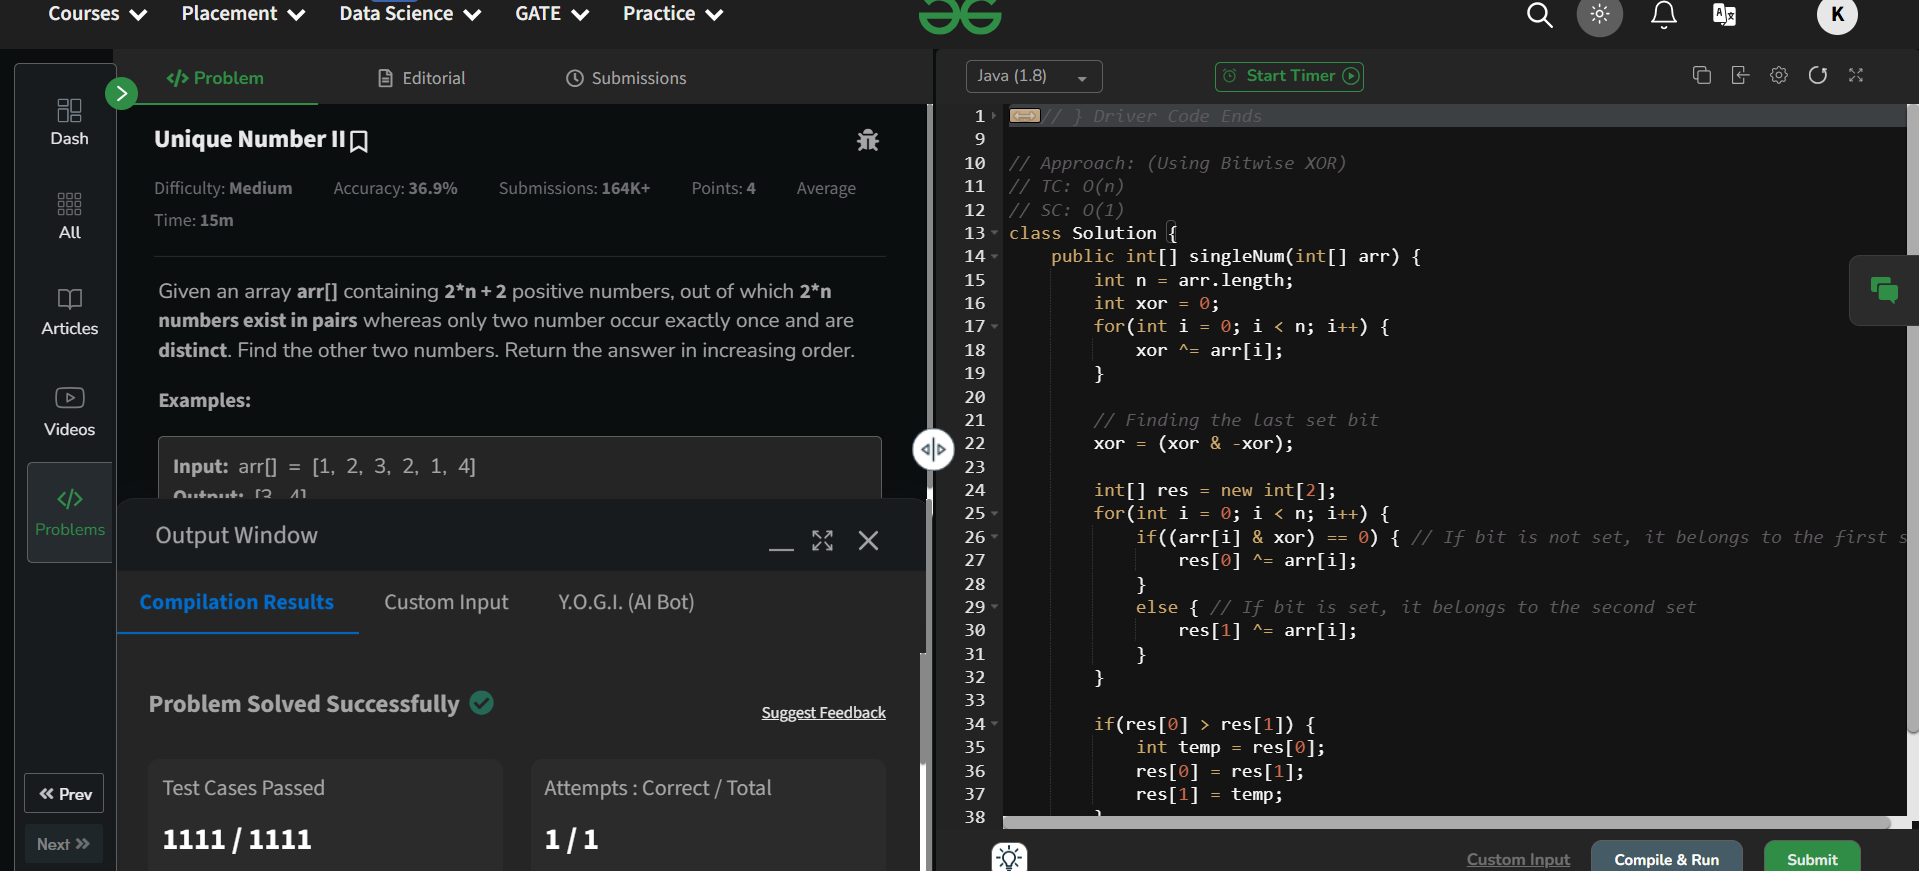 Courses Placement Data Science GATE Practice K
Dash
All
Articles
Videos
Problems
Prev
Next
Problem Editorial Submissions
Unique Number II
Difficulty: Medium Accuracy: 36.9% Submissions: 164K+ Points: 4 Average
Time: 15m
Given an array arr[] containing 2*n + 2 positive numbers, out of which 2*n
numbers exist in pairs whereas only two number occur exactly once and are
distinct. Find the other two numbers. Return the answer in increasing order.
Examples:
Input: arr[] = [1, 2, 3, 2, 1, 4]
Output: [3, 4]
Output Window
Compilation Results Custom Input Y.O.G.I. (AI Bot)
Problem Solved Successfully
Suggest Feedback
Test Cases Passed
1111 / 1111
Attempts : Correct / Total
1 / 1
Java (1.8) Start Timer
1 // } Driver Code Ends
9
10 // Approach: (Using Bitwise XOR)
11 // TC: O(n)
12 // SC: O(1)
13 class Solution {
14 public int[] singleNum(int[] arr) {
15 int n = arr.length;
16 int xor = 0;
17 for(int i = 0; i < n; i++) {
18 xor ^= arr[i];
19 }
20
21 // Finding the last set bit
22 xor = (xor & -xor);
23
24 int[] res = new int[2];
25 for(int i = 0; i < n; i++) {
26 if((arr[i] & xor) == 0) { // If bit is not set, it belongs to the first s
27 res[0] ^= arr[i];
28 }
29 else { // If bit is set, it belongs to the second set
30 res[1] ^= arr[i];
31 }
32 }
33
34 if(res[0] > res[1]) {
35 int temp = res[0];
36 res[0] = res[1];
37 res[1] = temp;
38 }
Custom Input Compile & Run Submit